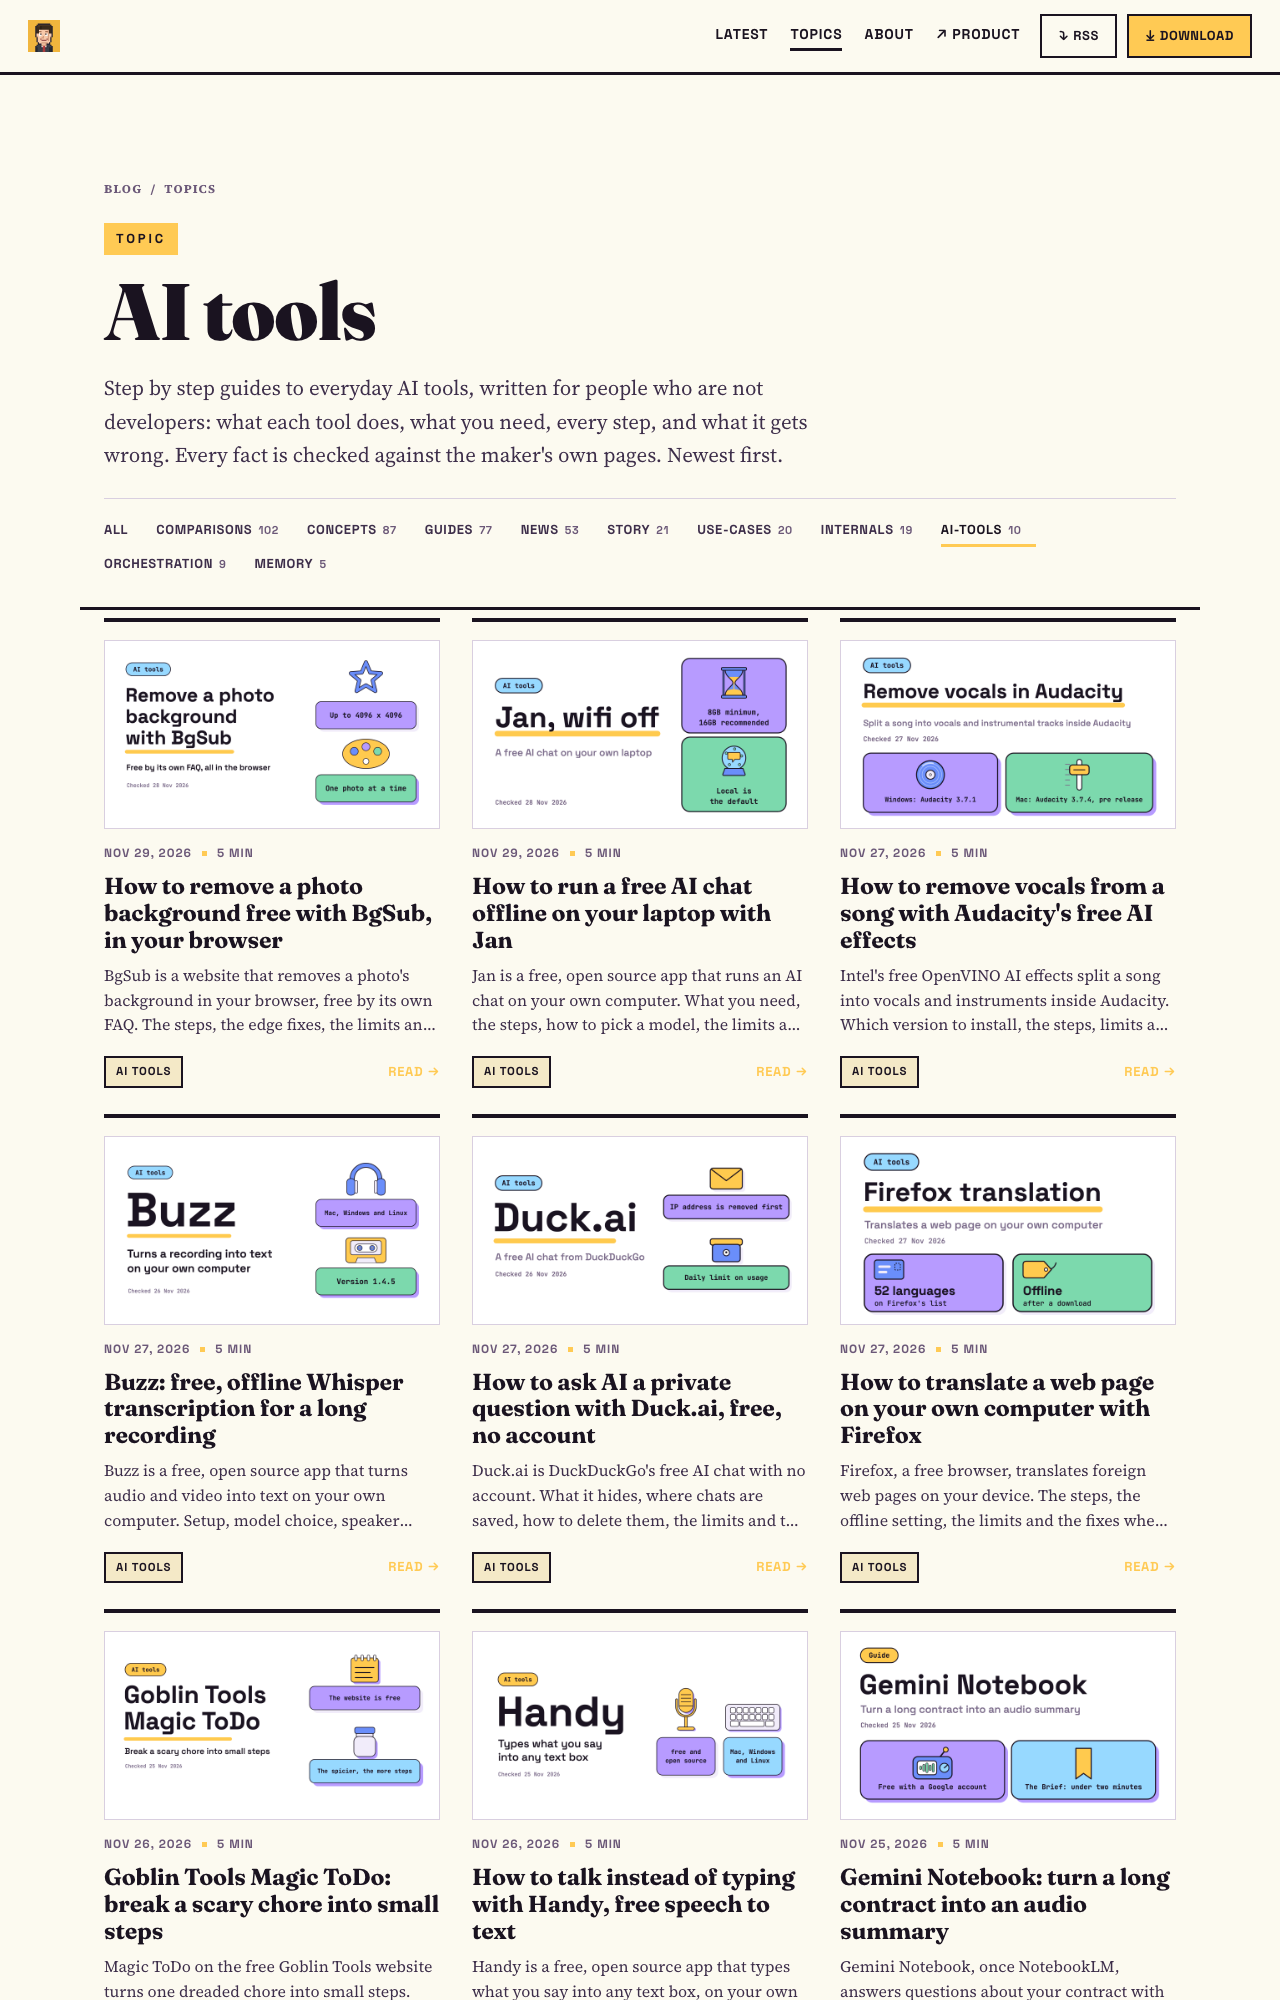 LATEST
TOPICS
ABOUT
↗ PRODUCT
RSS
DOWNLOAD
BLOG / TOPICS
TOPIC
AI tools
Step by step guides to everyday AI tools, written for people who are not
developers: what each tool does, what you need, every step, and what it gets
wrong. Every fact is checked against the maker's own pages. Newest first.
ALL COMPARISONS 102 CONCEPTS 87 GUIDES 77 NEWS 53 STORY 21 USE-CASES 20 INTERNALS 19 AI-TOOLS 10
ORCHESTRATION 9 MEMORY 5
AI tools
Remove a photo
background
with BgSub
Free by its own FAQ, all in the browser
Checked 28 Nov 2026
Up to 4096 x 4096
One photo at a time
NOV 29, 2026 5 MIN
How to remove a photo
background free with BgSub,
in your browser
BgSub is a website that removes a photo's
background in your browser, free by its own
FAQ. The steps, the edge fixes, the limits an...
AI TOOLS
READ →
AI tools
Jan, wifi off
A free AI chat on your own laptop
Checked 28 Nov 2026
8GB minimum,
16GB recommended
Local is
the default
NOV 29, 2026 5 MIN
How to run a free AI chat
offline on your laptop with
Jan
Jan is a free, open source app that runs an AI
chat on your own computer. What you need,
the steps, how to pick a model, the limits a...
AI TOOLS
READ →
AI tools
Remove vocals in Audacity
Split a song into vocals and instrumental tracks inside Audacity
Checked 27 Nov 2026
Windows: Audacity 3.7.1
Mac: Audacity 3.7.4, pre release
NOV 27, 2026 5 MIN
How to remove vocals from a
song with Audacity's free AI
effects
Intel's free OpenVINO AI effects split a song
into vocals and instruments inside Audacity.
Which version to install, the steps, limits a...
AI TOOLS
READ →
AI tools
Buzz
Turns a recording into text
on your own computer
Checked 26 Nov 2026
Mac, Windows and Linux
Version 1.4.5
NOV 27, 2026 5 MIN
Buzz: free, offline Whisper
transcription for a long
recording
Buzz is a free, open source app that turns
audio and video into text on your own
computer. Setup, model choice, speaker...
AI TOOLS
READ →
AI tools
Duck.ai
A free AI chat from DuckDuckGo
Checked 26 Nov 2026
IP address is removed first
Daily limit on usage
NOV 27, 2026 5 MIN
How to ask AI a private
question with Duck.ai, free,
no account
Duck.ai is DuckDuckGo's free AI chat with no
account. What it hides, where chats are
saved, how to delete them, the limits and t...
AI TOOLS
READ →
AI tools
Firefox translation
Translates a web page on your own computer
Checked 27 Nov 2026
52 languages
on Firefox's list
Offline
after a download
NOV 27, 2026 5 MIN
How to translate a web page
on your own computer with
Firefox
Firefox, a free browser, translates foreign
web pages on your device. The steps, the
offline setting, the limits and the fixes whe...
AI TOOLS
READ →
AI tools
Goblin Tools
Magic ToDo
Break a scary chore into small steps
Checked 25 Nov 2026
The website is free
The spicier, the more steps
NOV 26, 2026 5 MIN
Goblin Tools Magic ToDo:
break a scary chore into small
steps
Magic ToDo on the free Goblin Tools website
turns one dreaded chore into small steps.
AI tools
Handy
Types what you say
into any text box
Checked 25 Nov 2026
free and
open source
Mac, Windows
and Linux
NOV 26, 2026 5 MIN
How to talk instead of typing
with Handy, free speech to
text
Handy is a free, open source app that types
what you say into any text box, on your own
Guide
Gemini Notebook
Turn a long contract into an audio summary
Checked 25 Nov 2026
Free with a Google account
The Brief: under two minutes
NOV 25, 2026 5 MIN
Gemini Notebook: turn a long
contract into an audio
summary
Gemini Notebook, once NotebookLM,
answers questions about your contract with